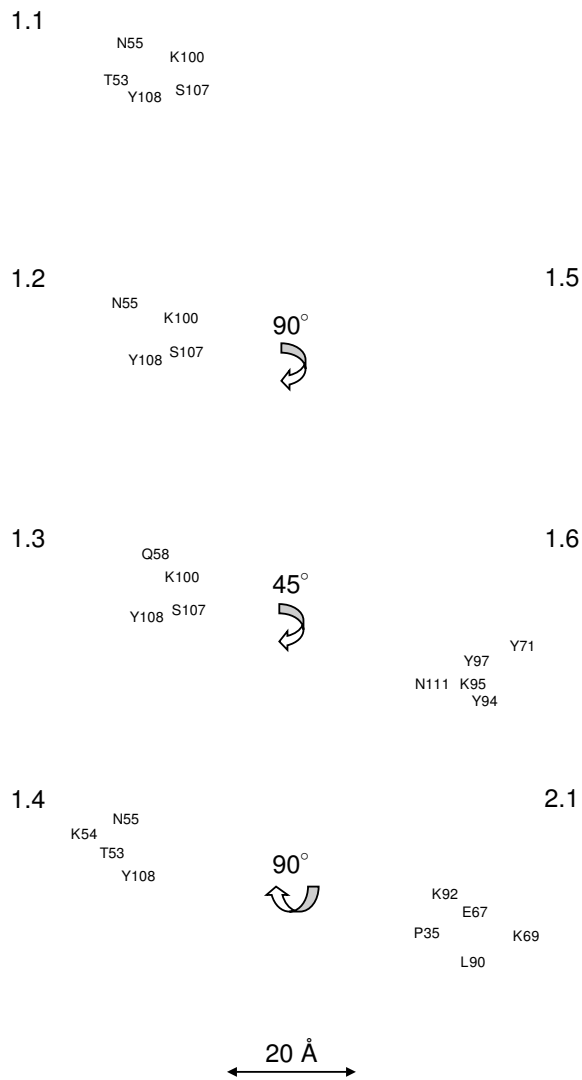 1.1
N55
K100
T53
Y108
S107
1.2
1.5
N55
K100
90°
Y108
S107
1.3
1.6
Q58
K100
45°
Y108
S107
Y71
Y97
N111
K95
Y94
1.4
2.1
N55
K54
T53
90°
Y108
K92
E67
P35
K69
L90
20 Å